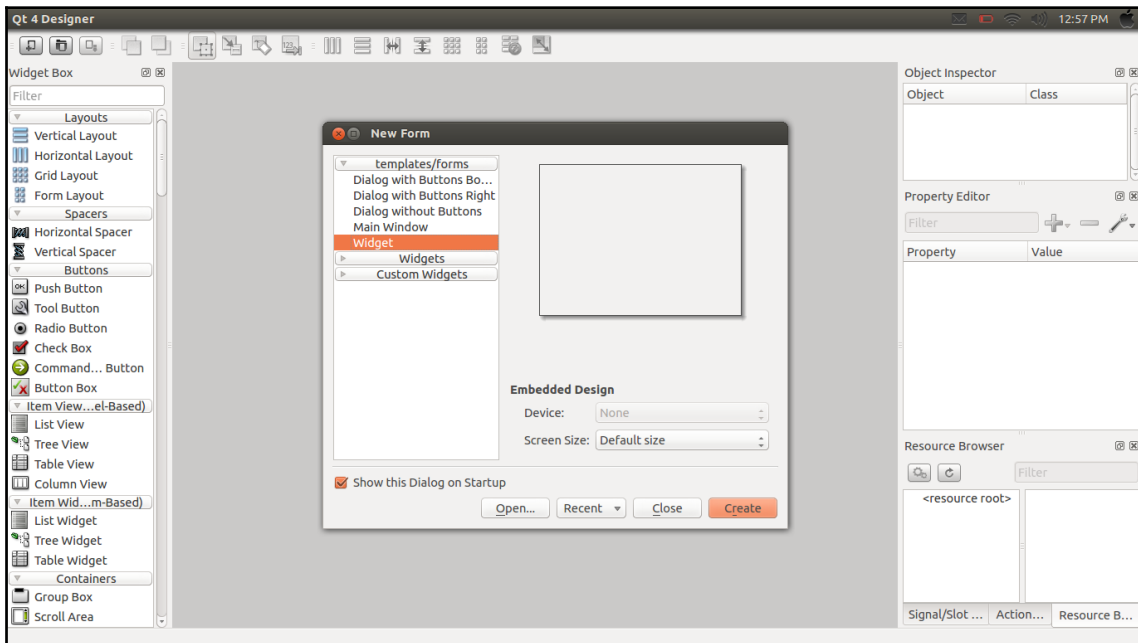 Qt 4 Designer
12:57 PM
Widget Box
Filter
Layouts
Vertical Layout
Horizontal Layout
Grid Layout
Form Layout
Spacers
Horizontal Spacer
Vertical Spacer
Buttons
OK Push Button
Tool Button
Radio Button
Check Box
Command... Button
Button Box
Item View...el-Based)
List View
Tree View
Table View
Column View
Item Wid...m-Based)
List Widget
Tree Widget
Table Widget
Containers
Group Box
Scroll Area
New Form
templates/forms
Dialog with Buttons Bo...
Dialog with Buttons Right
Dialog without Buttons
Main Window
Widget
Widgets
Custom Widgets
Embedded Design
Device: None
Screen Size: Default size
Show this Dialog on Startup
Open... Recent Close Create
Object Inspector
Object Class
Property Editor
Filter
Property Value
Resource Browser
Filter
<resource root>
Signal/Slot ... Action... Resource B...